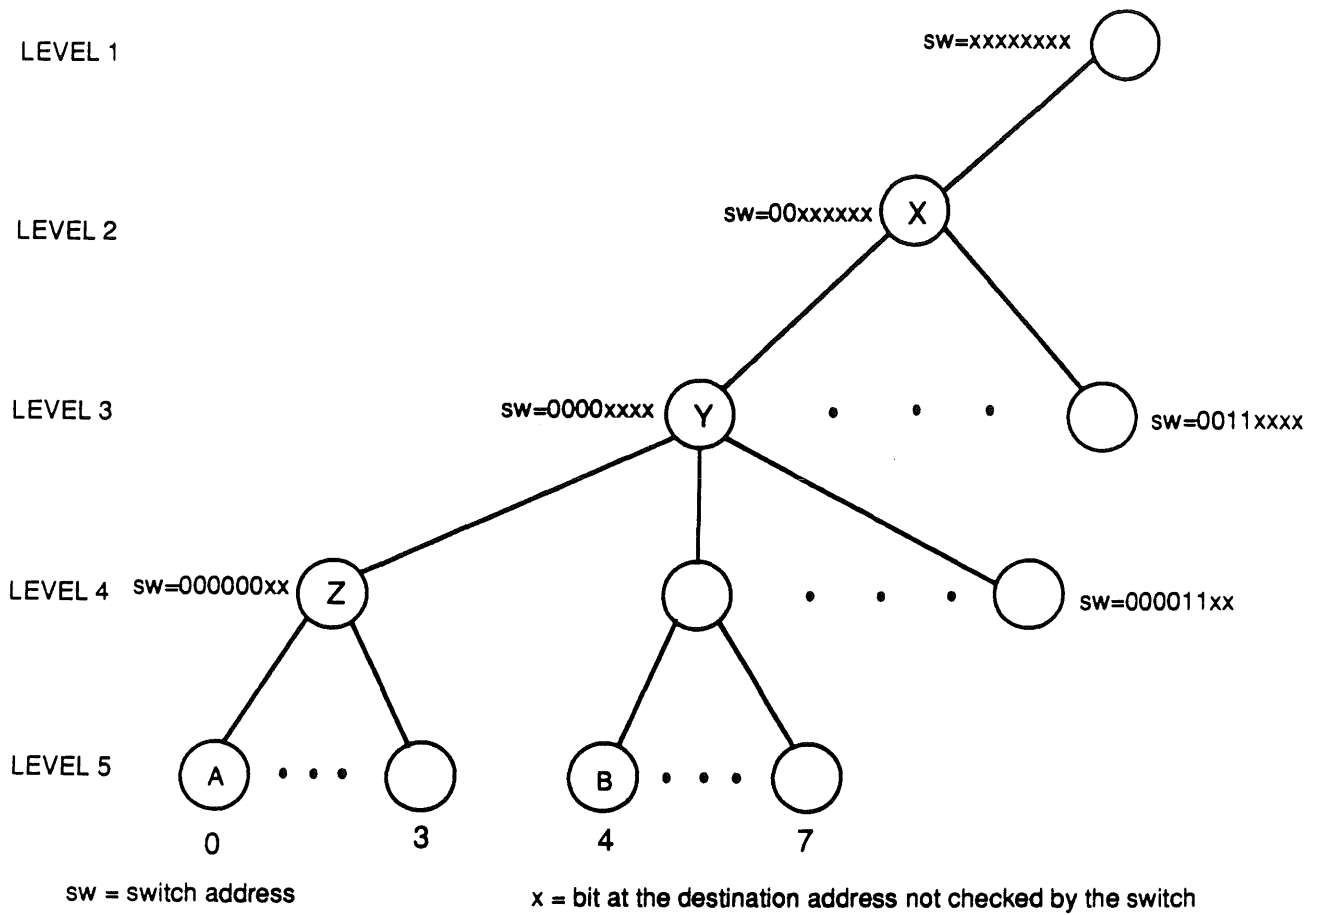 LEVEL 1
sw=xxxxxxxx
LEVEL 2
sw=00xxxxxx
X
LEVEL 3
sw=0000xxxx
Y
sw=0011xxxx
LEVEL 4
sw=000000xx
Z
sw=000011xx
LEVEL 5
A
B
0
3
4
7
sw = switch address
x = bit at the destination address not checked by the switch